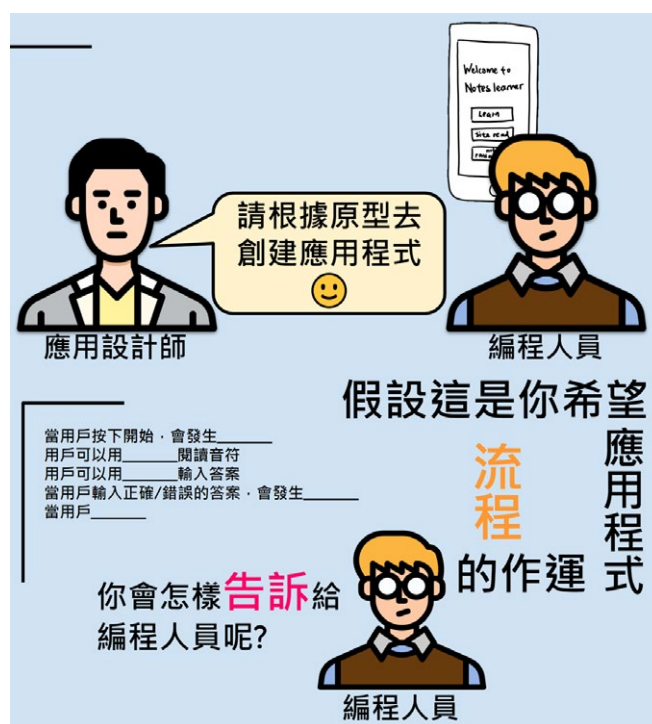 Welcome to
Notes learner
Learn
請根據原型去
創建應用程式
應用設計師
編程人員
假設這是你希望
應用程式
流程
的作運
當用戶按下開始，會發生______
用戶可以用______閱讀音符
用戶可以用______輸入答案
當用戶輸入正確/錯誤的答案，會發生______
當用戶______
你會怎樣告訴給
編程人員呢?
編程人員